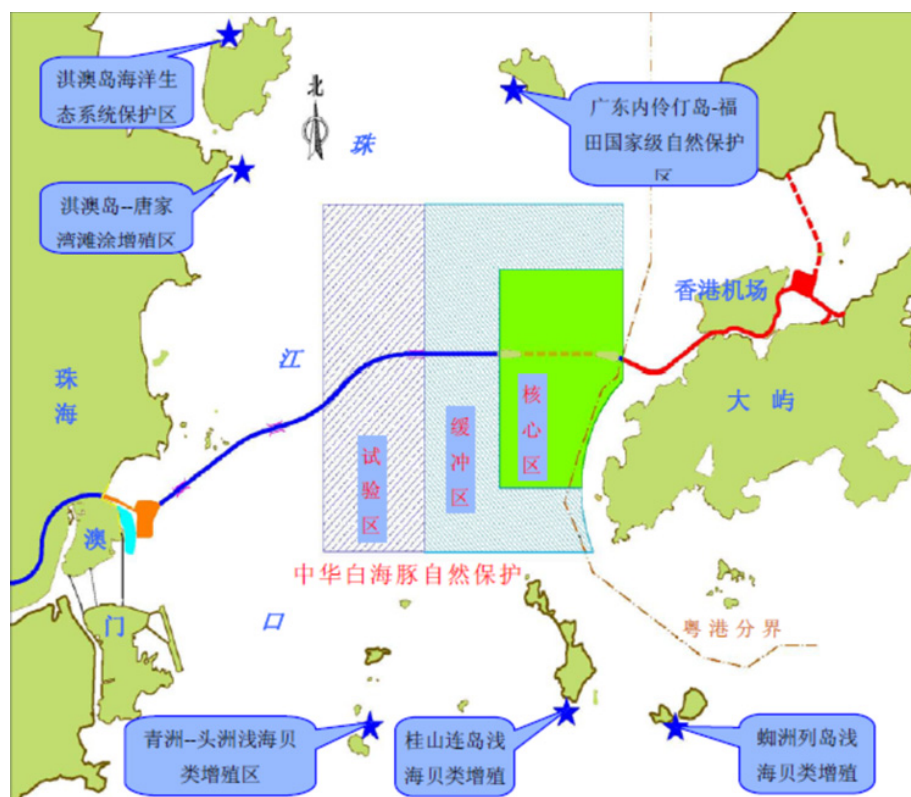 淇澳岛海洋生
态系统保护区
北
珠
广东内伶仃岛-福
田国家级自然保护
区
淇澳岛--唐家
湾滩涂增殖区
香港机场
江
珠
海
大 屿
核
心
区
缓
冲
区
试
验
区
澳
中华白海豚自然保护
门
口
粤港分界
青洲--头洲浅海贝
类增殖区
桂山连岛浅
海贝类增殖
蜘洲列岛浅
海贝类增殖